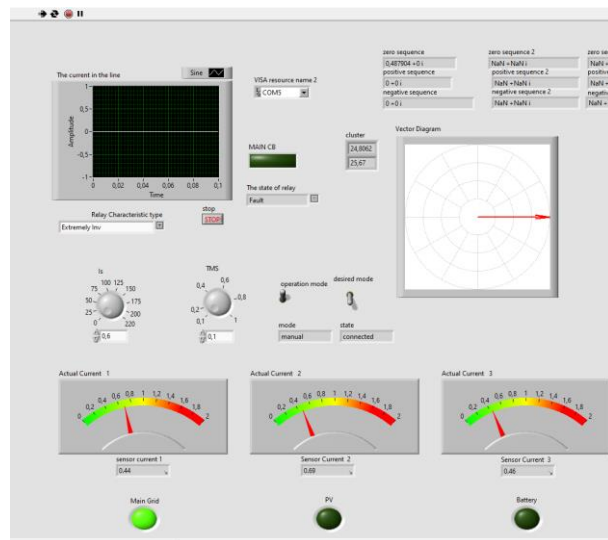 zero sequence
0,487904 +0 i
positive sequence
0 +0 i
negative sequence
0 +0 i
zero sequence 2
NaN +NaN i
positive sequence 2
NaN +NaN i
negative sequence 2
NaN +NaN i
zero se
NaN +
positive
NaN +
negative
NaN +
The current in the line
Sine
Amplitude
1
0,5
0
-0,5
-1
0 0,02 0,04 0,06 0,08 0,1
Time
VISA resource name 2
COM5
MAIN CB
cluster
24,8062
25,67
Vector Diagram
The state of relay
Fault
Relay Characteristic type
Extremely Inv
stop
STOP
Is
0 25 50 75 100 125 150 175 200 220
0,6
TMS
0,1 0,2 0,4 0,6 0,8 1
0,1
operation mode
desired mode
mode
manual
state
connected
Actual Current 1
0 0,2 0,4 0,6 0,8 1 1,2 1,4 1,6 1,8 2
sensor current 1
0,44
Main Grid
Actual Current 2
0 0,2 0,4 0,6 0,8 1 1,2 1,4 1,6 1,8 2
Sensor Current 2
0,69
PV
Actual Current 3
0 0,2 0,4 0,6 0,8 1 1,2 1,4 1,6 1,8 2
Sensor Current 3
0,46
Battery